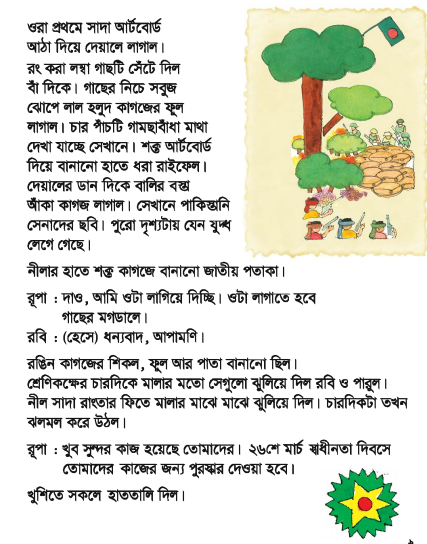 ওরা প্রথমে সাদা আর্টবোর্ড
আঠা দিয়ে দেয়ালে লাগাল।
রং করা লম্বা গাছটি সেঁটে দিল
বাঁ দিকে। গাছের নিচে সবুজ
ঝোপে লাল হলুদ কাগজের ফুল
লাগাল। চার পাঁচটি গামছাবাঁধা মাথা
দেখা যাচ্ছে সেখানে। শক্ত আর্টবোর্ড
দিয়ে বানানো হাতে ধরা রাইফেল।
দেয়ালের ডান দিকে বালির বস্তা
আঁকা কাগজ লাগাল। সেখানে পাকিস্তানি
সেনাদের ছবি। পুরো দৃশ্যটায় যেন যুদ্ধ
লেগে গেছে।
নীলার হাতে শক্ত কাগজে বানানো জাতীয় পতাকা।
রূপা : দাও, আমি ওটা লাগিয়ে দিচ্ছি। ওটা লাগাতে হবে
গাছের মগডালে।
রবি : (হেসে) ধন্যবাদ, আপামণি।
রঙিন কাগজের শিকল, ফুল আর পাতা বানানো ছিল।
শ্রেণিকক্ষের চারদিকে মালার মতো সেগুলো ঝুলিয়ে দিল রবি ও পারুল।
নীল সাদা রাংতার ফিতে মালার মাঝে মাঝে ঝুলিয়ে দিল। চারদিকটা তখন
ঝলমল করে উঠল।
রূপা : খুব সুন্দর কাজ হয়েছে তোমাদের। ২৬শে মার্চ স্বাধীনতা দিবসে
তোমাদের কাজের জন্য পুরস্কার দেওয়া হবে।
খুশিতে সকলে হাততালি দিল।